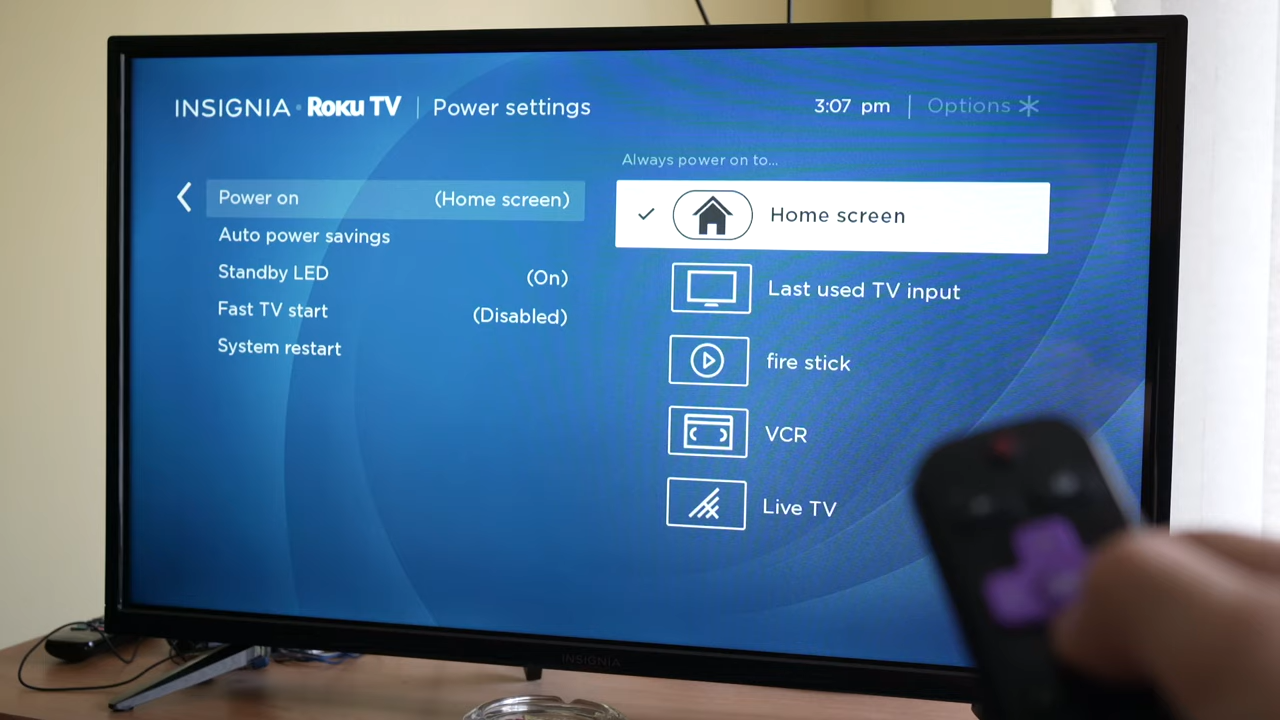 INSIGNIA • Roku TV | Power settings
3:07 pm | Options
Always power on to...
Power on (Home screen)
Auto power savings
Standby LED (On)
Fast TV start (Disabled)
System restart
Home screen
Last used TV input
fire stick
VCR
Live TV
INSIGNIA